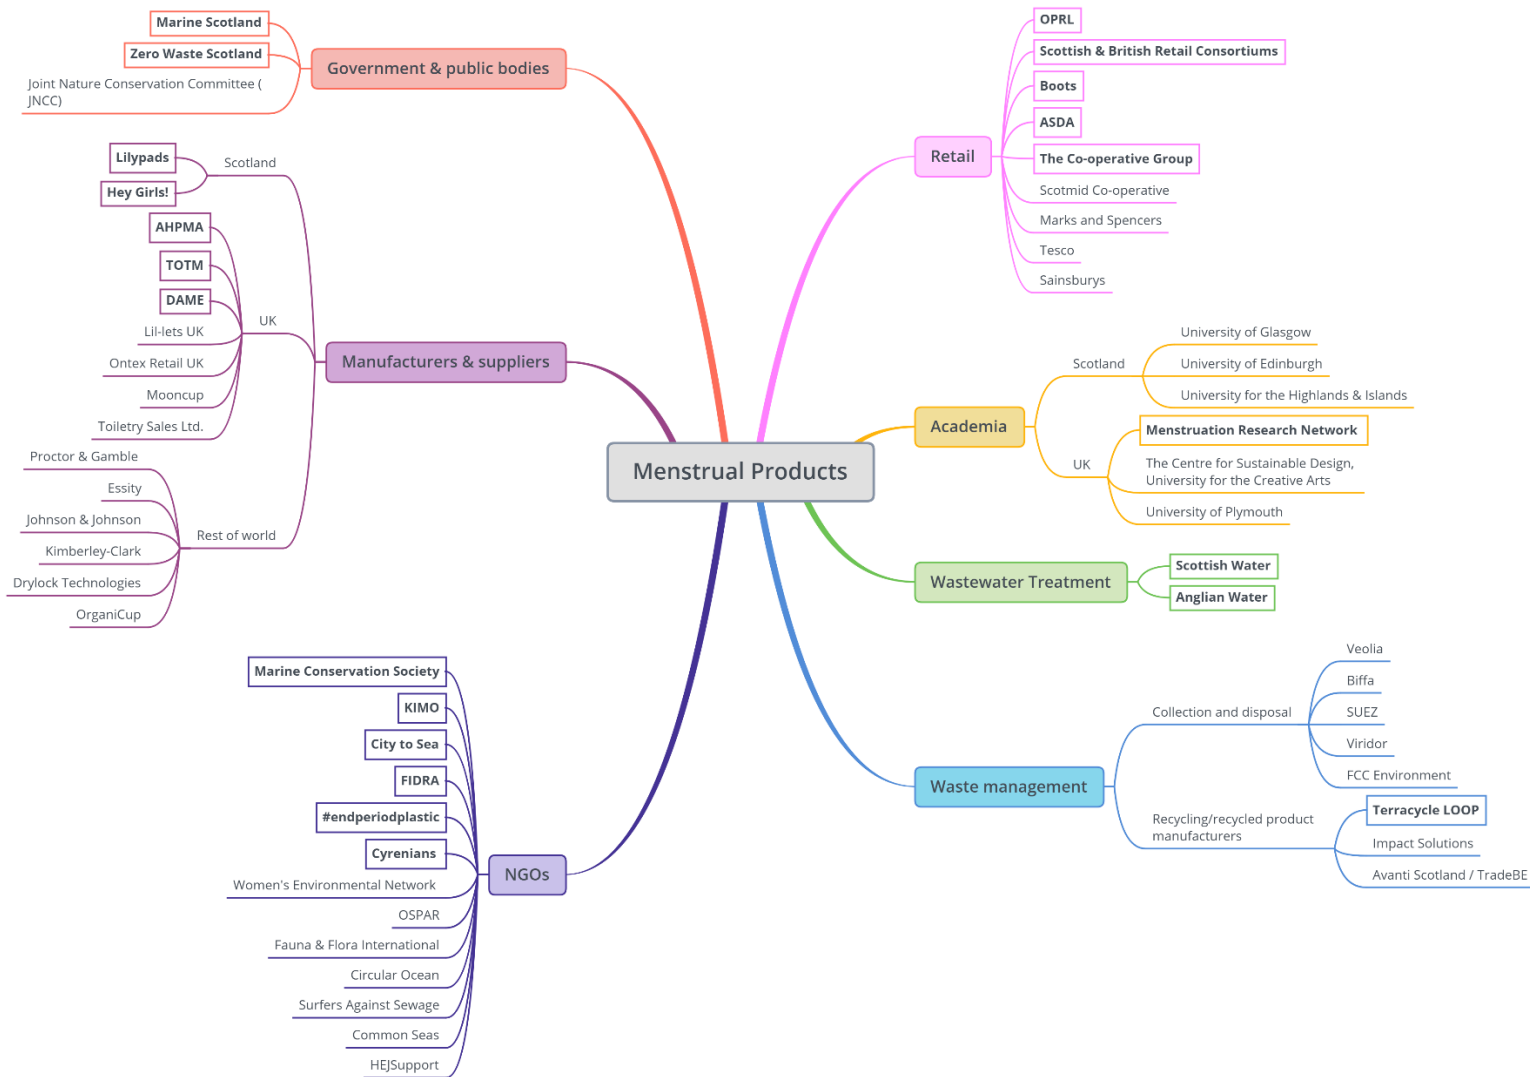 Menstrual Products
Government & public bodies
Marine Scotland
Zero Waste Scotland
Joint Nature Conservation Committee (
JNCC)
Manufacturers & suppliers
Scotland
Lilypads
Hey Girls!
UK
AHPMA
TOTM
DAME
Lil-lets UK
Ontex Retail UK
Mooncup
Toiletry Sales Ltd.
Rest of world
Proctor & Gamble
Essity
Johnson & Johnson
Kimberley-Clark
Drylock Technologies
OrganiCup
NGOs
Marine Conservation Society
KIMO
City to Sea
FIDRA
#endperiodplastic
Cyrenians
Women's Environmental Network
OSPAR
Fauna & Flora International
Circular Ocean
Surfers Against Sewage
Common Seas
HEJSupport
Retail
OPRL
Scottish & British Retail Consortiums
Boots
ASDA
The Co-operative Group
Scotmid Co-operative
Marks and Spencers
Tesco
Sainsburys
Academia
Scotland
University of Glasgow
University of Edinburgh
University for the Highlands & Islands
UK
Menstruation Research Network
The Centre for Sustainable Design,
University for the Creative Arts
University of Plymouth
Wastewater Treatment
Scottish Water
Anglian Water
Waste management
Collection and disposal
Veolia
Biffa
SUEZ
Viridor
FCC Environment
Recycling/recycled product
manufacturers
Terracycle LOOP
Impact Solutions
Avanti Scotland / TradeBE